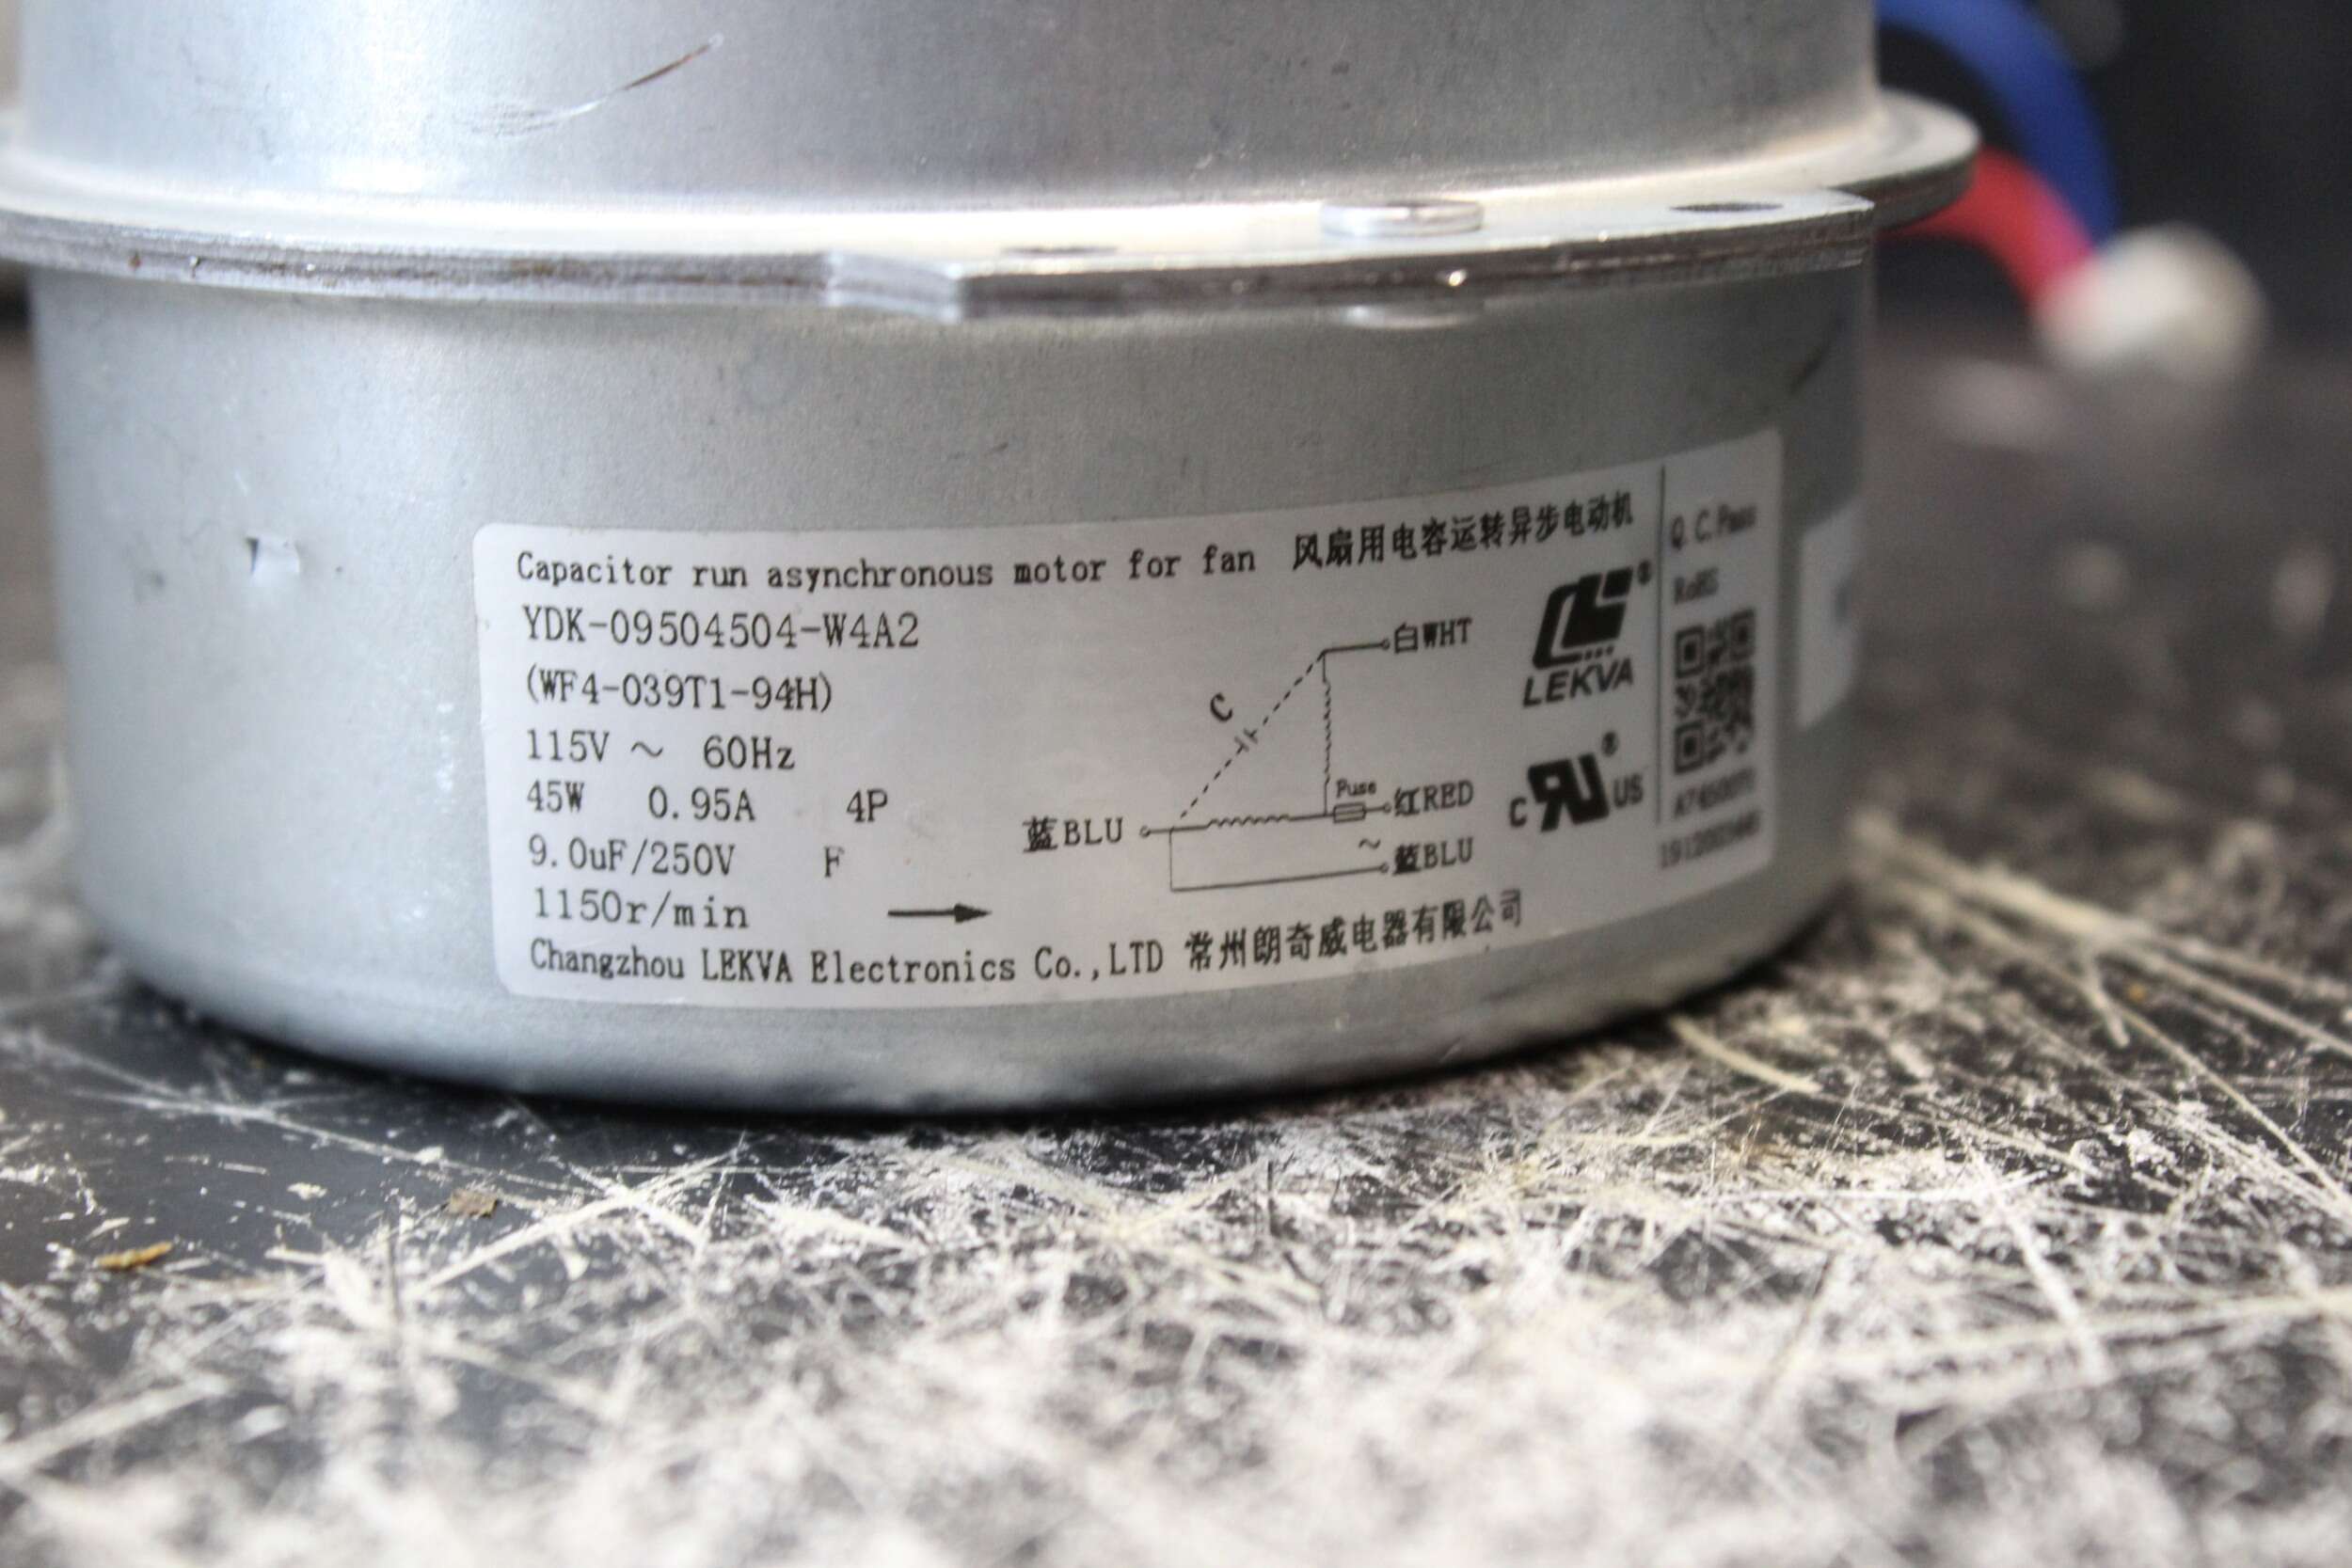 Capacitor run asynchronous motor for fan 风扇用电容运转异步电动机
YDK-09504504-W4A2
(WF4-039T1-94H)
115V ～ 60Hz
45W 0.95A 4P
9.0uF/250V F
1150r/min
Changzhou LEKVA Electronics Co.,LTD 常州朗奇威电器有限公司
C
白WHT
Fuse
红RED
蓝BLU
～
蓝BLU
® 
LEKVA
C RU ® US
Q.C.Pass
RoHS